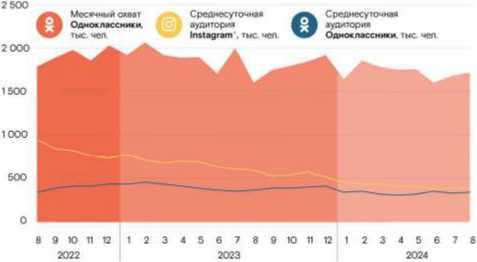 2 500
Месячный охват
Одноклассники,
тыс. чел.
Среднесуточная
аудитория
Instagram*, тыс. чел.
Среднесуточная
аудитория
Одноклассники, тыс. чел.
2 000
1 500
1 000
500
0
8 9 10 11 12 1 2 3 4 5 6 7 8 9 10 11 12 1 2 3 4 5 6 7 8
2022 2023 2024